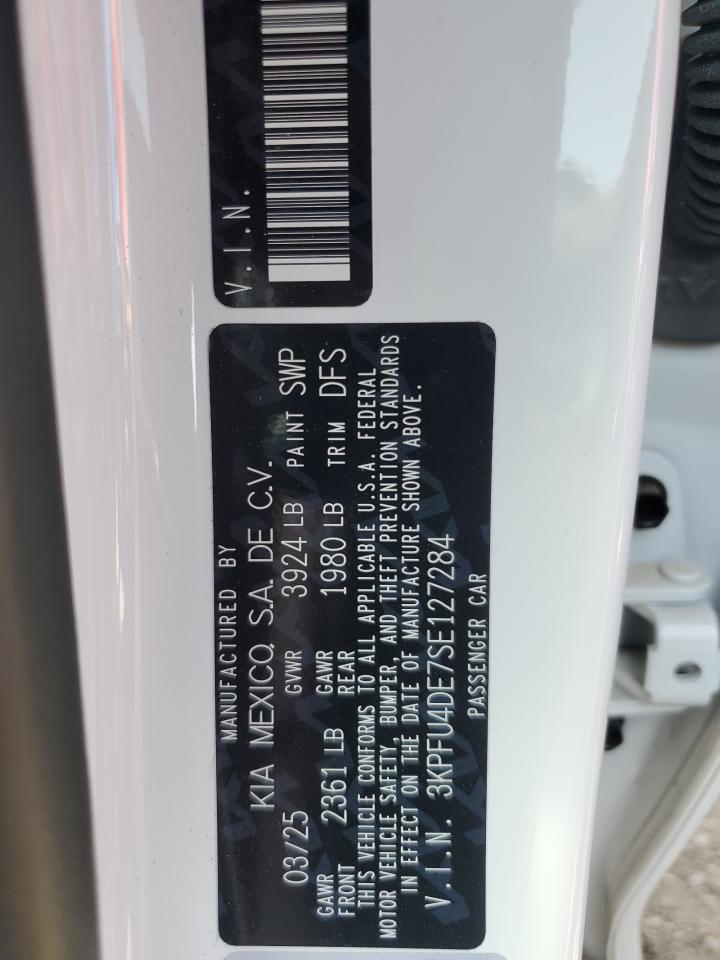 MANUFACTURED BY
KIA MEXICO, S.A. DE C.V.
03/25 GVWR 3924 LB PAINT SWP
GAWR FRONT 2361 LB GAWR REAR 1980 LB TRIM DFS
THIS VEHICLE CONFORMS TO ALL APPLICABLE U.S.A. FEDERAL
MOTOR VEHICLE SAFETY, BUMPER, AND THEFT PREVENTION STANDARDS
IN EFFECT ON THE DATE OF MANUFACTURE SHOWN ABOVE.
V.I.N. 3KPFU4DE7SE127284
PASSENGER CAR
V.I.N.